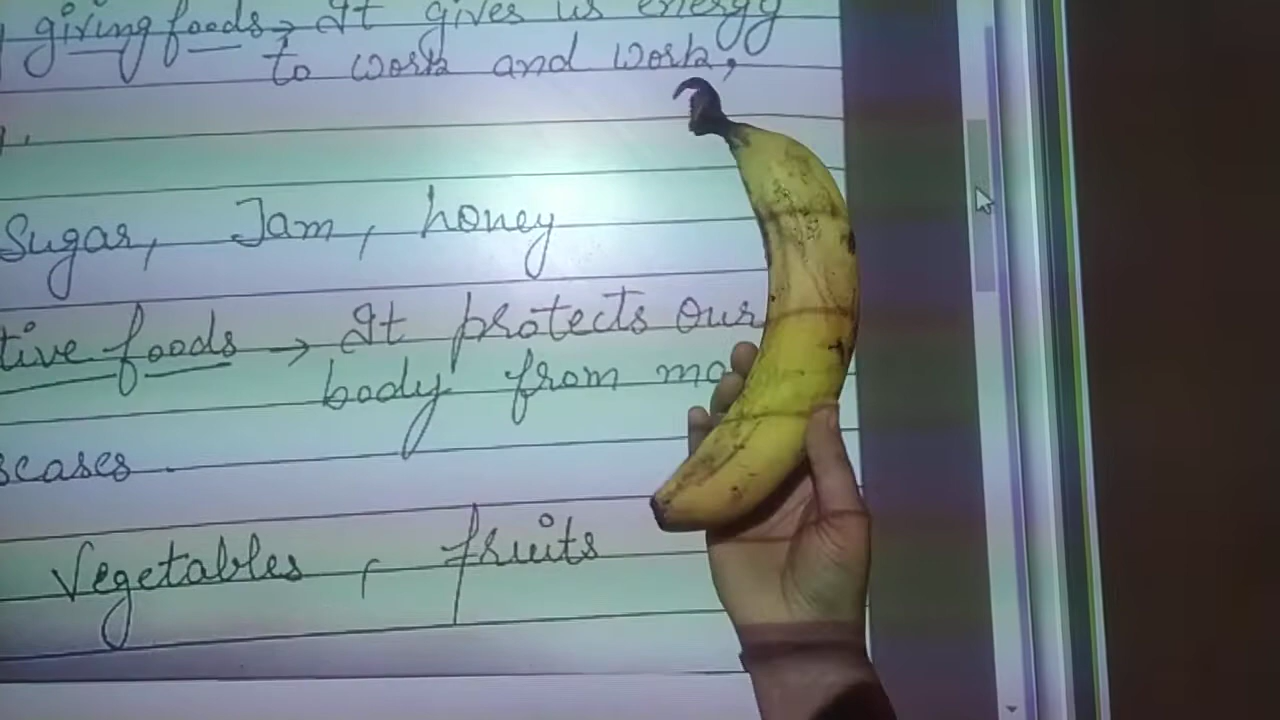 giving foods → It gives us energy
to work and work,
Sugar, Jam, honey
tive foods → It protects our
body from
seases.
Vegetables, fruits